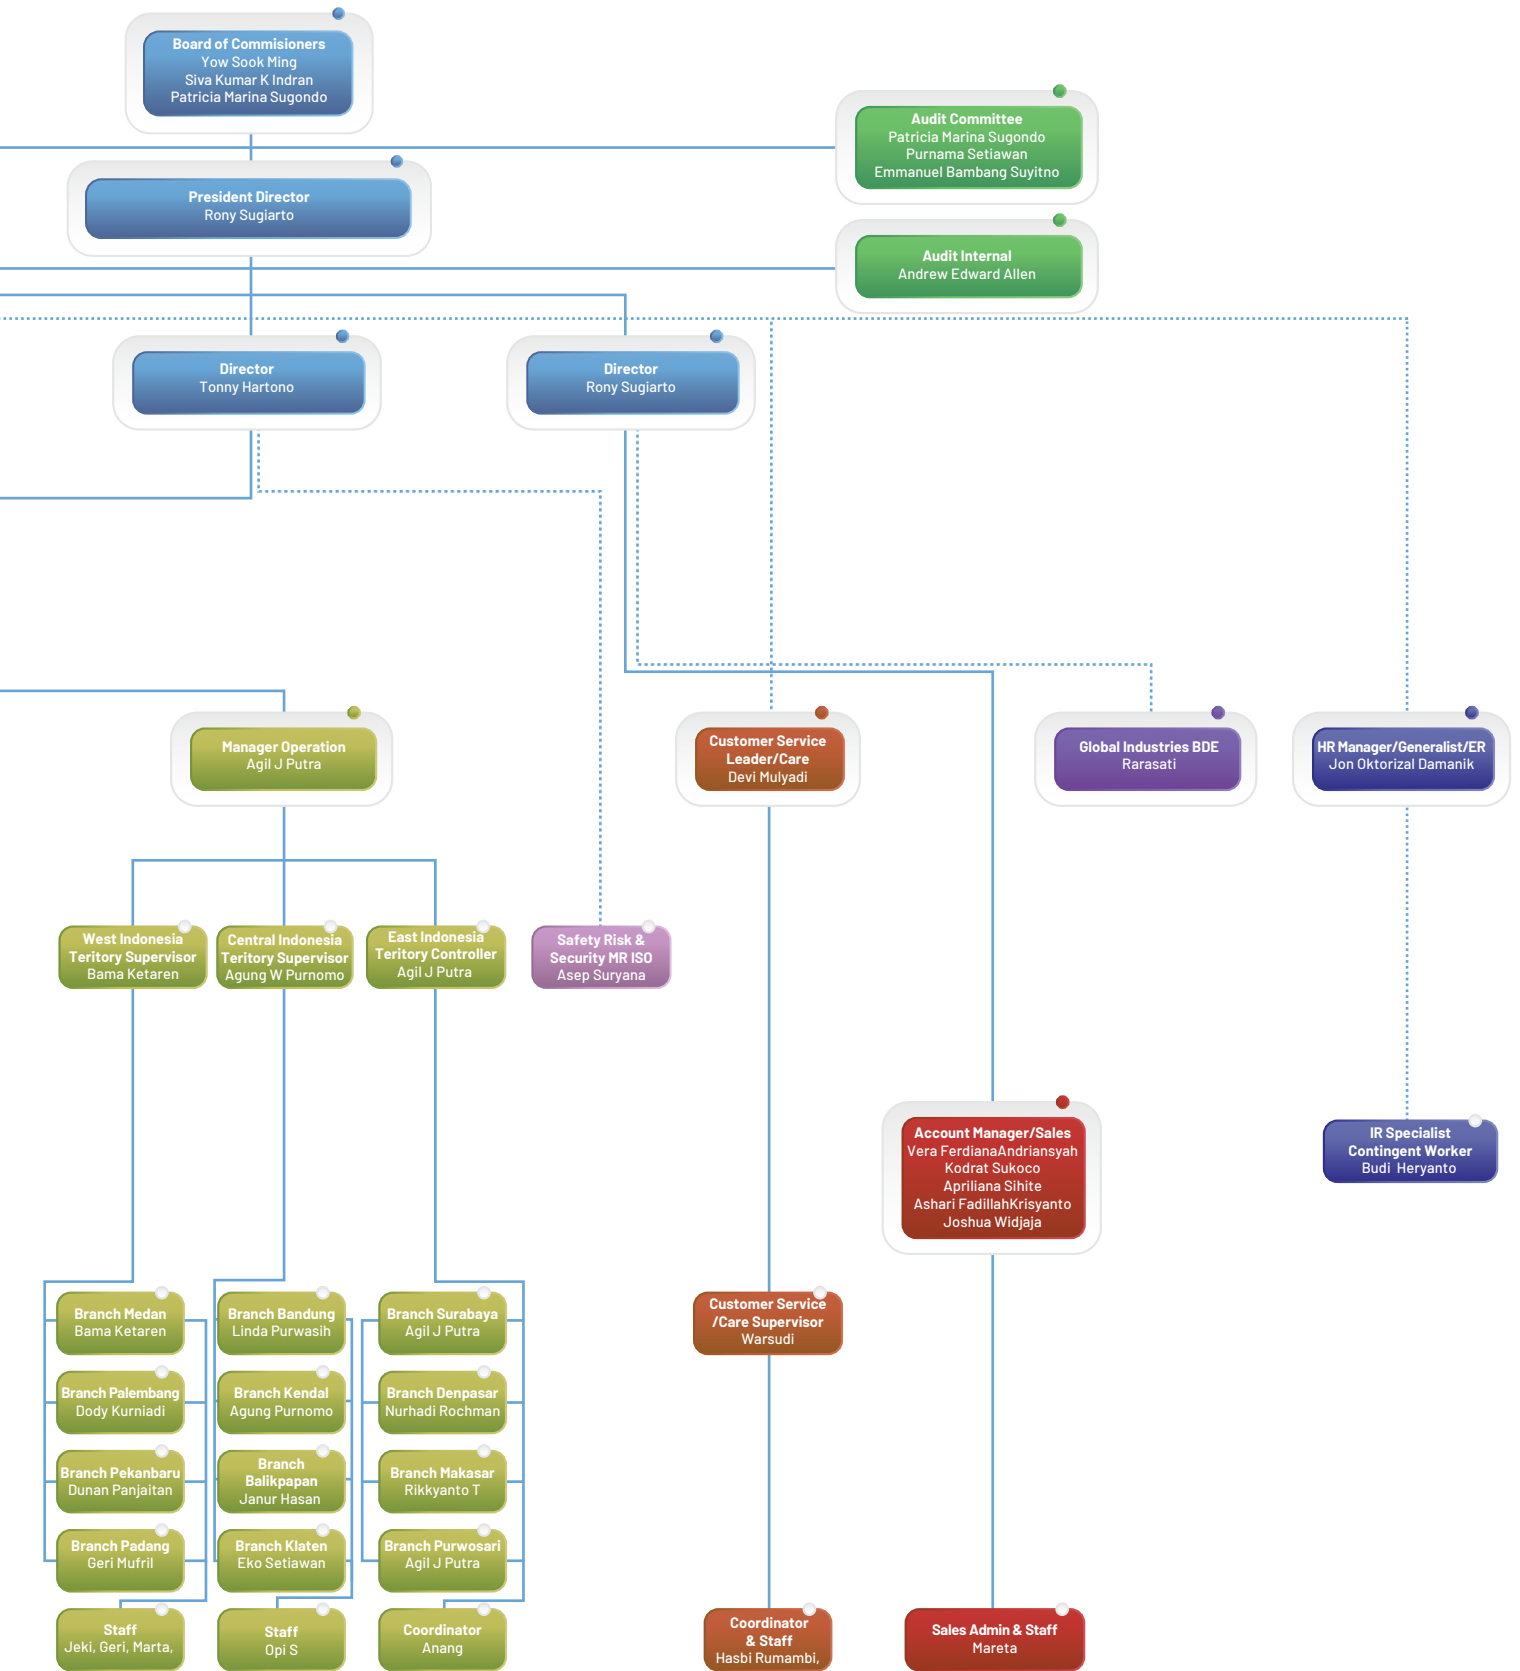 Board of Commisioners
Yow Sook Ming
Siva Kumar K Indran
Patricia Marina Sugondo
Audit Committee
Patricia Marina Sugondo
Purnama Setiawan
Emmanuel Bambang Suyitno
President Director
Rony Sugiarto
Audit Internal
Andrew Edward Allen
Director
Tonny Hartono
Director
Rony Sugiarto
Manager Operation
Agil J Putra
Customer Service
Leader/Care
Devi Mulyadi
Global Industries BDE
Rarasati
HR Manager/Generalist/ER
Jon Oktorizal Damanik
West Indonesia
Teritory Supervisor
Bama Ketaren
Central Indonesia
Teritory Supervisor
Agung W Purnomo
East Indonesia
Teritory Controller
Agil J Putra
Safety Risk &
Security MR ISO
Asep Suryana
Account Manager/Sales
Vera FerdianaAndriansyah
Kodrat Sukoco
Apriliana Sihite
Ashari FadillahKrisyanto
Joshua Widjaja
IR Specialist
Contingent Worker
Budi  Heryanto
Branch Medan
Bama Ketaren
Branch Bandung
Linda Purwasih
Branch Surabaya
Agil J Putra
Customer Service
/Care Supervisor
Warsudi
Branch Palembang
Dody Kurniadi
Branch Kendal
Agung Purnomo
Branch Denpasar
Nurhadi Rochman
Branch Pekanbaru
Dunan Panjaitan
Branch
Balikpapan
Janur Hasan
Branch Makasar
Rikkyanto T
Branch Padang
Geri Mufril
Branch Klaten
Eko Setiawan
Branch Purwosari
Agil J Putra
Staff
Jeki, Geri, Marta,
Staff
Opi S
Coordinator
Anang
Coordinator
& Staff
Hasbi Rumambi,
Sales Admin & Staff
Mareta